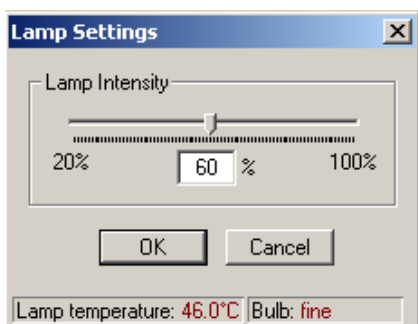 Lamp Settings
Lamp Intensity
20% 60 % 100%
OK Cancel
Lamp temperature: 46.0°C Bulb: fine